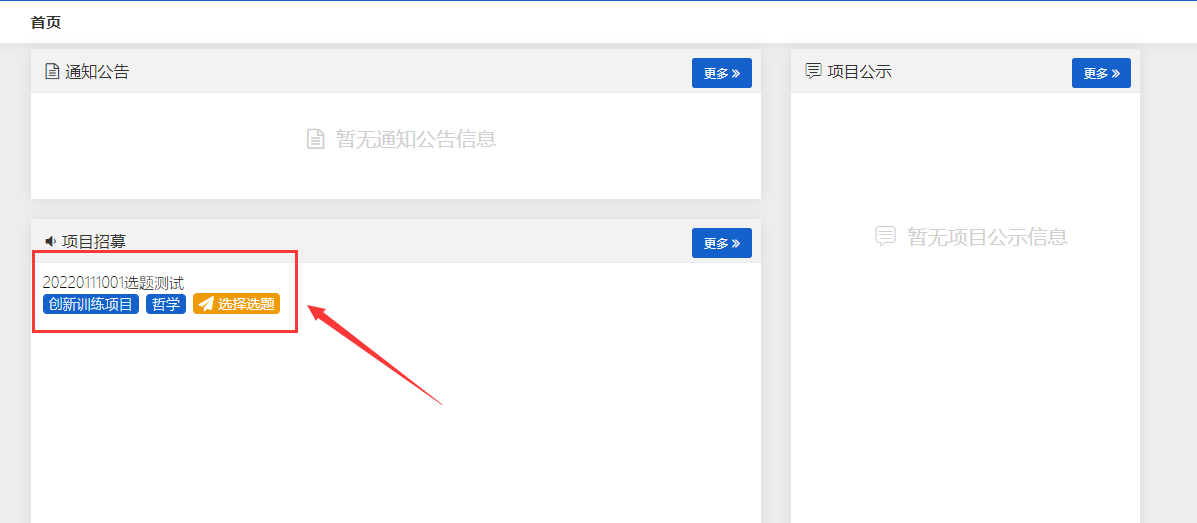 首页
通知公告
更多
暂无通知公告信息
项目招募
更多
20220111001选题测试
创新训练项目 哲学 选择选题
项目公示
更多
暂无项目公示信息